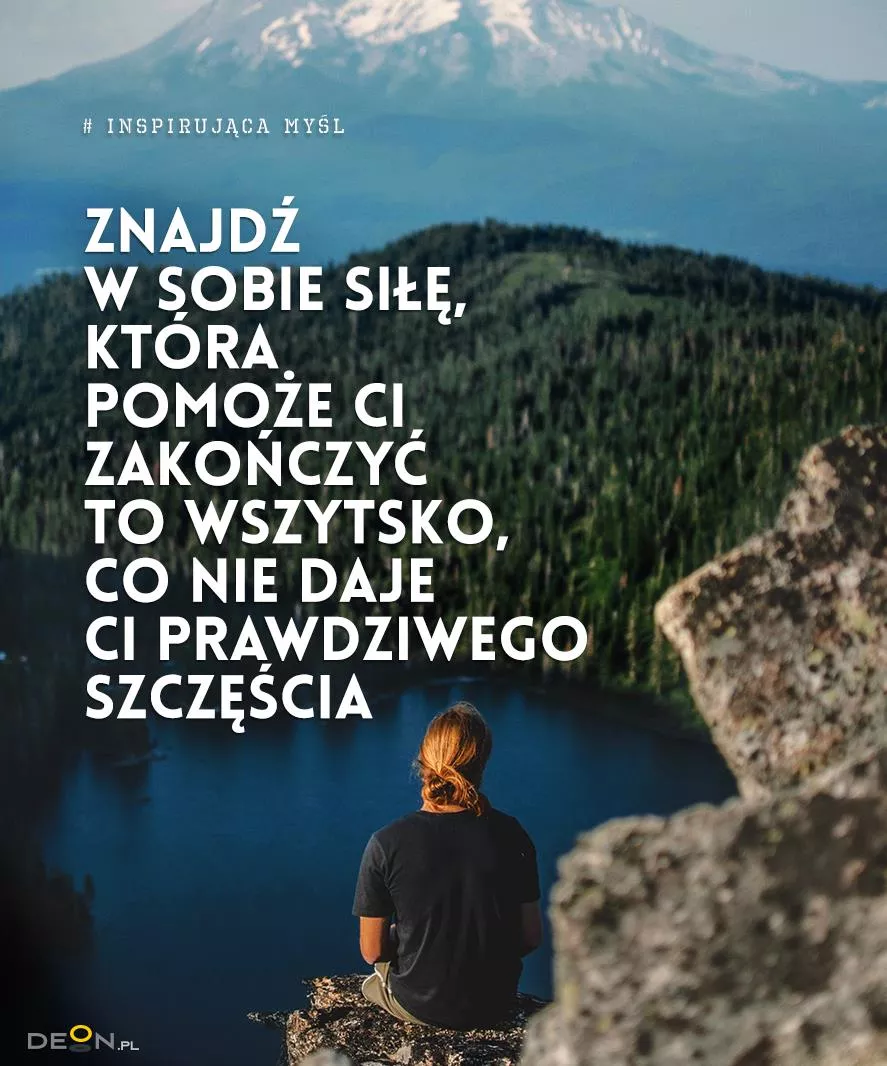 # INSPIRUJĄCA MYŚL
ZNAJDŹ
W SOBIE SIŁĘ,
KTÓRA
POMOŻE CI
ZAKOŃCZYĆ
TO WSZYTSKO,
CO NIE DAJE
CI PRAWDZIWEGO
SZCZĘŚCIA
DEON.PL